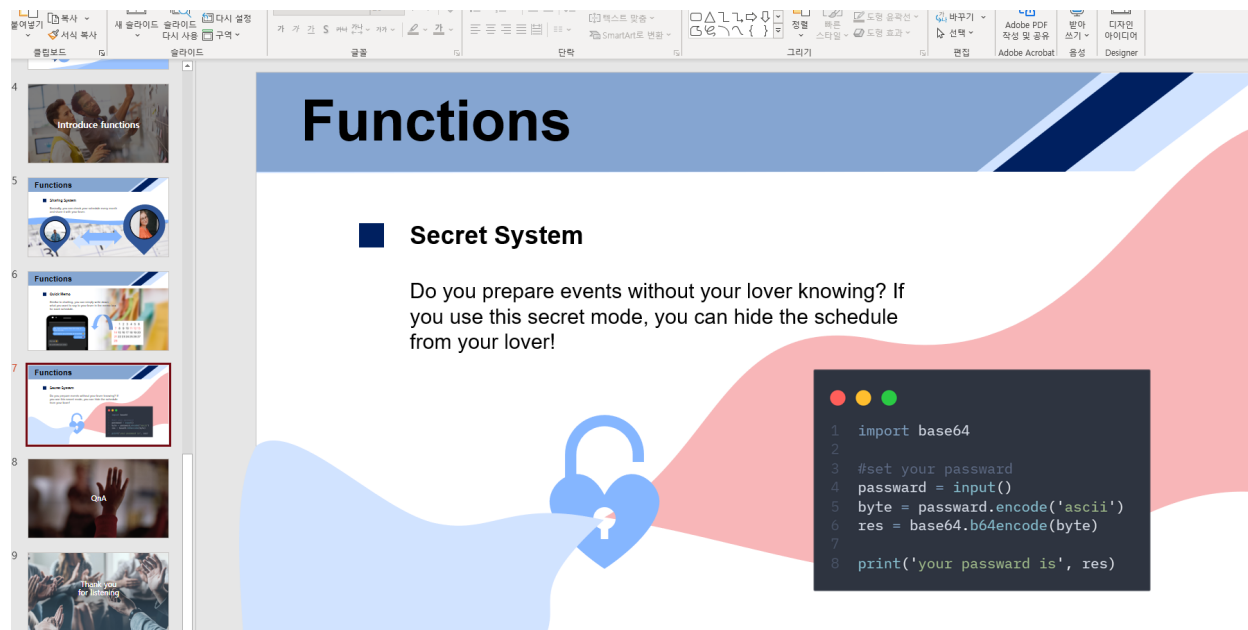 붙여넣기
복사
서식 복사
클립보드
새 슬라이드
슬라이드 다시 사용
다시 설정
구역
슬라이드
가 가 가 S
글꼴
텍스트 맞춤
SmartArt로 변환
단락
정렬
빠른 스타일
도형 윤곽선
도형 효과
그리기
바꾸기
선택
편집
Adobe PDF
작성 및 공유
Adobe Acrobat
받아
쓰기
음성
디자인
아이디어
Designer
4
Introduce functions
5
Functions
Sharing System
6
Functions
Quick Memo
7
Functions
Secret System
8
QnA
9
Thank you
for listening
Functions
Secret System
Do you prepare events without your lover knowing? If
you use this secret mode, you can hide the schedule
from your lover!
1 import base64
2
3 #set your passward
4 passward = input()
5 byte = passward.encode('ascii')
6 res = base64.b64encode(byte)
7
8 print('your passward is', res)